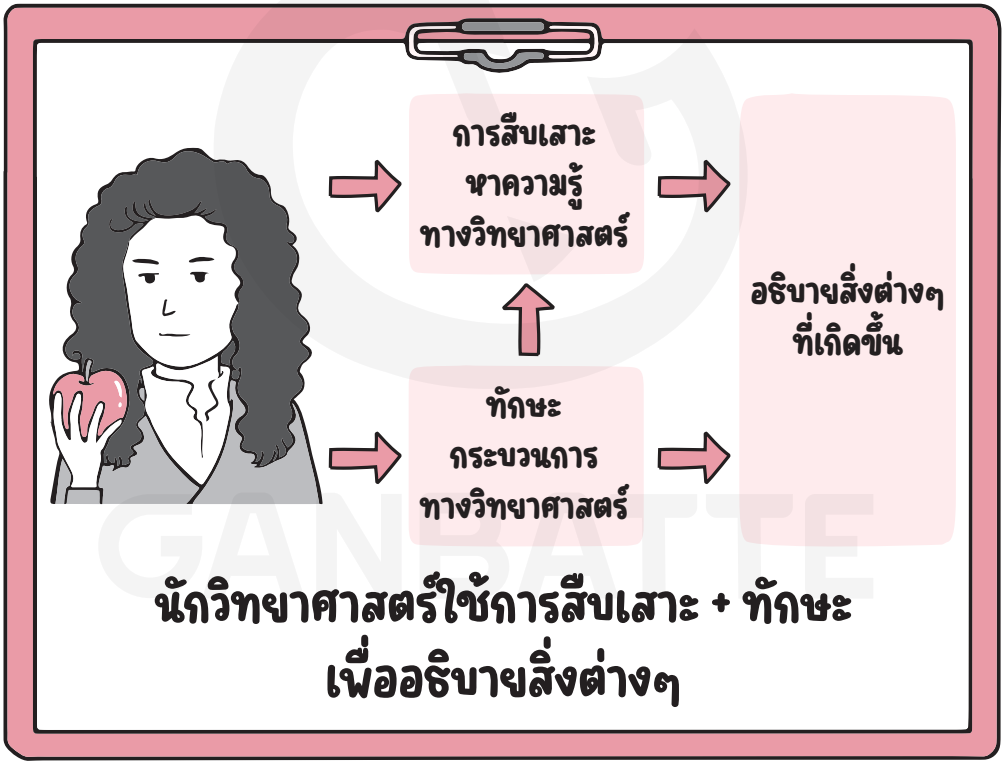 การสืบเสาะ
หาความรู้
ทางวิทยาศาสตร์
อธิบายสิ่งต่างๆ
ที่เกิดขึ้น
ทักษะ
กระบวนการ
ทางวิทยาศาสตร์
GANBATTE
นักวิทยาศาสตร์ใช้การสืบเสาะ + ทักษะ
เพื่ออธิบายสิ่งต่างๆ